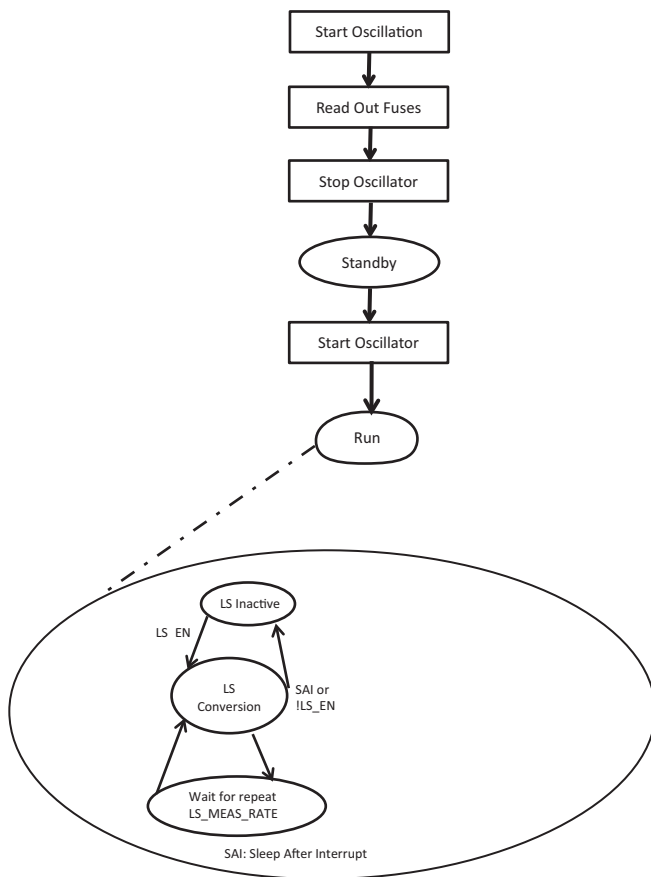 Start Oscillation
Read Out Fuses
Stop Oscillator
Standby
Start Oscillator
Run
LS Inactive
LS EN
LS
Conversion
SAI or
!LS_EN
Wait for repeat
LS_MEAS_RATE
SAI: Sleep After Interrupt